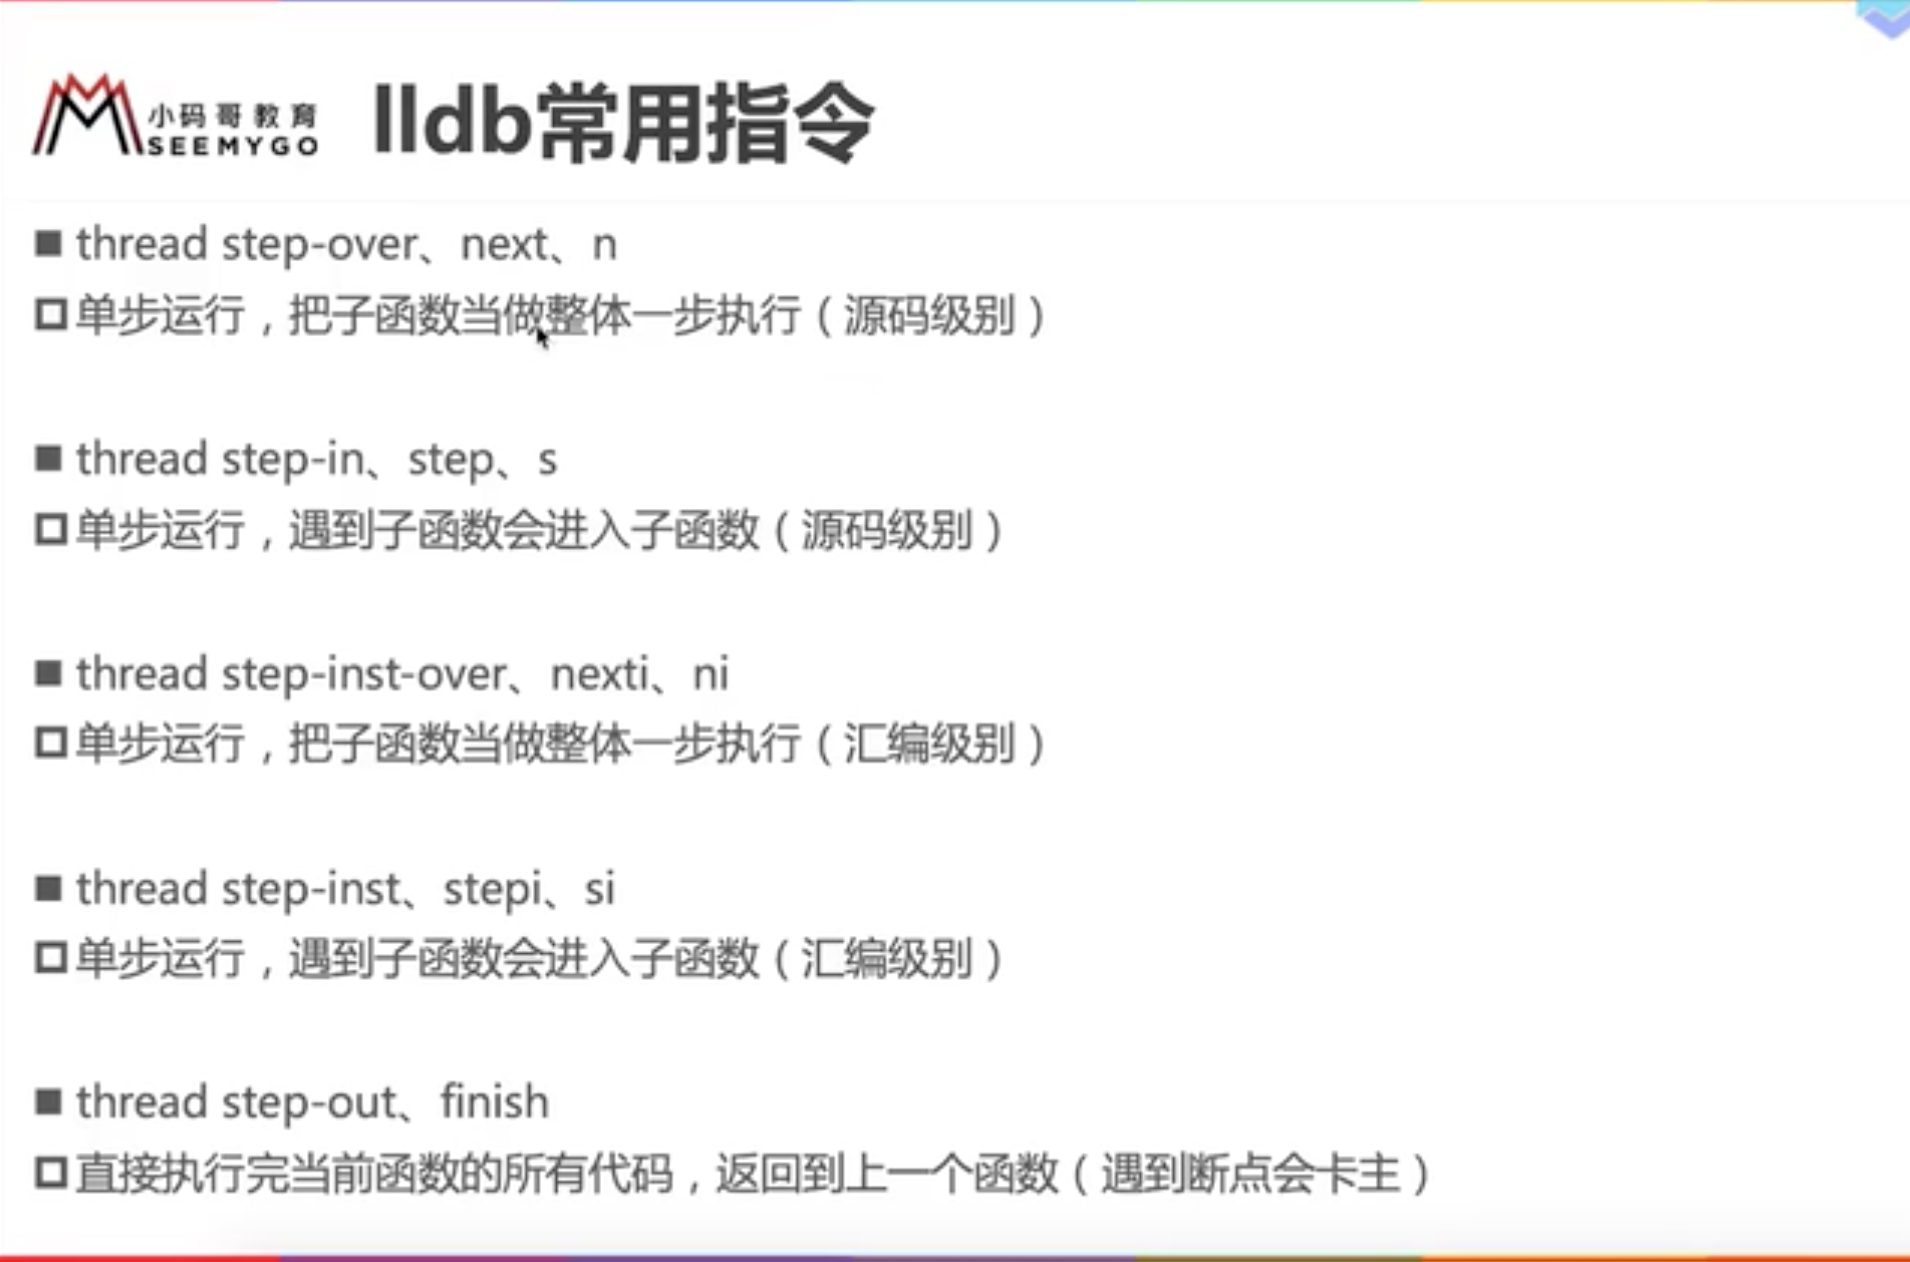 小码哥教育
SEEMYGO
lldb常用指令
thread step-over、next、n
单步运行，把子函数当做整体一步执行（源码级别）
thread step-in、step、s
单步运行，遇到子函数会进入子函数（源码级别）
thread step-inst-over、nexti、ni
单步运行，把子函数当做整体一步执行（汇编级别）
thread step-inst、stepi、si
单步运行，遇到子函数会进入子函数（汇编级别）
thread step-out、finish
直接执行完当前函数的所有代码，返回到上一个函数（遇到断点会卡主）